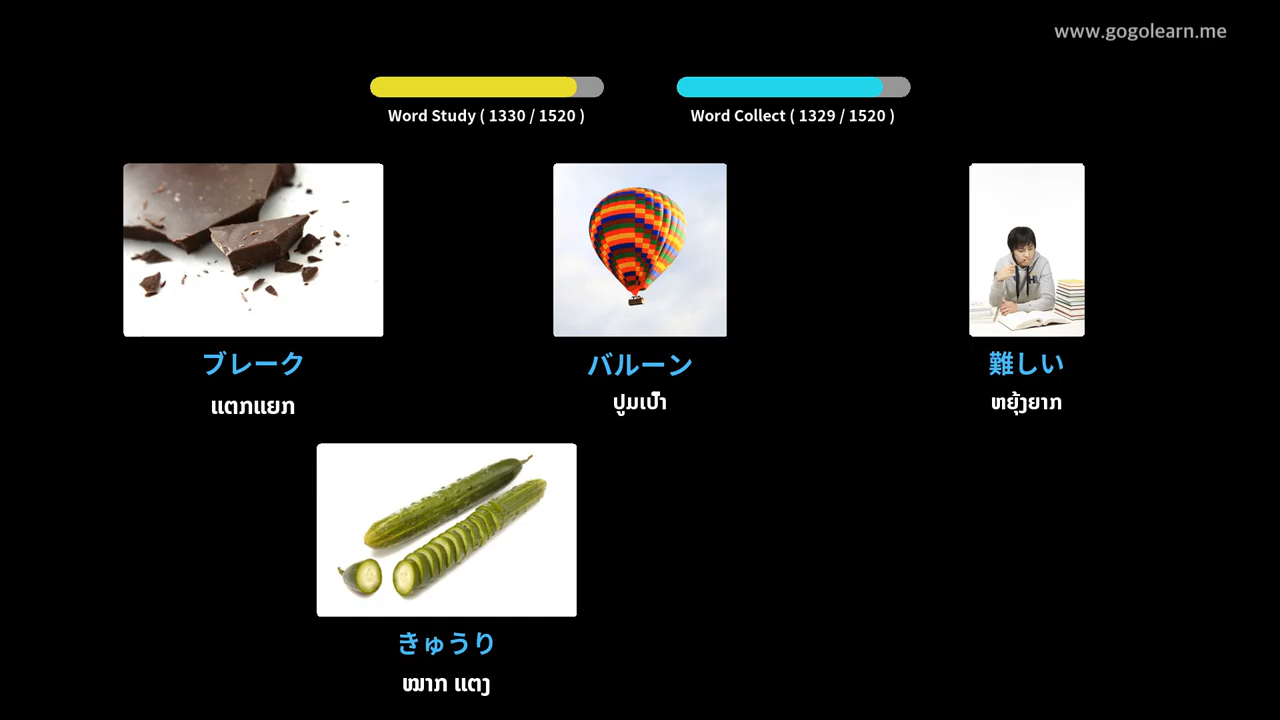 www.gogolearn.me
Word Study ( 1330 / 1520 )
Word Collect ( 1329 / 1520 )
ブレーク
バルーン
難しい
ແຕກແຍກ
ປູມເປົ້າ
ຫຍຸ້ງຍາກ
きゅうり
ໝາກ ແຕງ